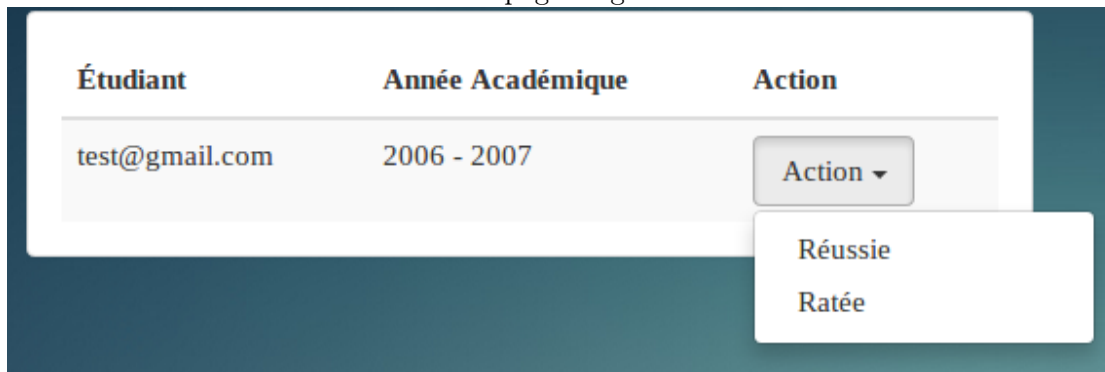 Étudiant Année Académique Action
test@gmail.com 2006 - 2007 Action
Réussie
Ratée